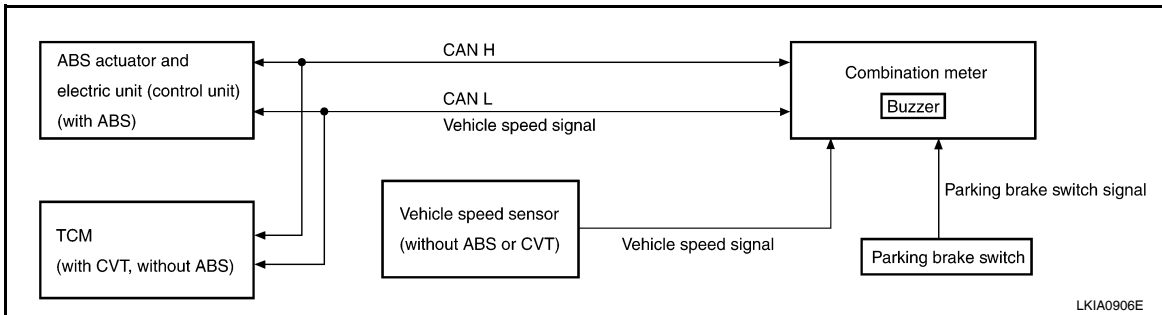 ABS actuator and
electric unit (control unit)
(with ABS)
CAN H
CAN L
Vehicle speed signal
Combination meter
Buzzer
TCM
(with CVT, without ABS)
Vehicle speed sensor
(without ABS or CVT)
Vehicle speed signal
Parking brake switch signal
Parking brake switch
LKIA0906E